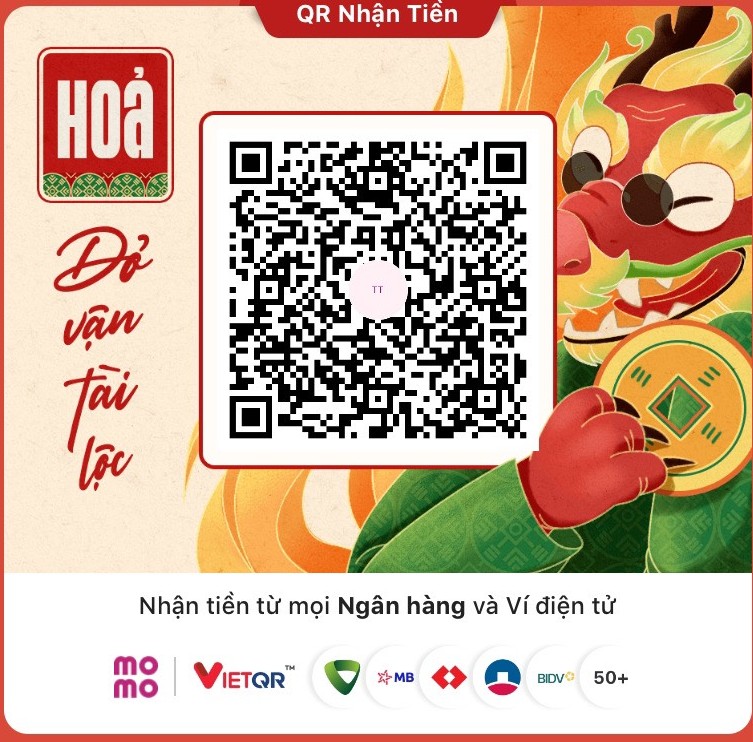 QR Nhận Tiền
HOẢ
Đỏ
vận
tài
lộc
TT
Nhận tiền từ mọi Ngân hàng và Ví điện tử
mo
mo
VIETQR™
MB
BIDV
50+